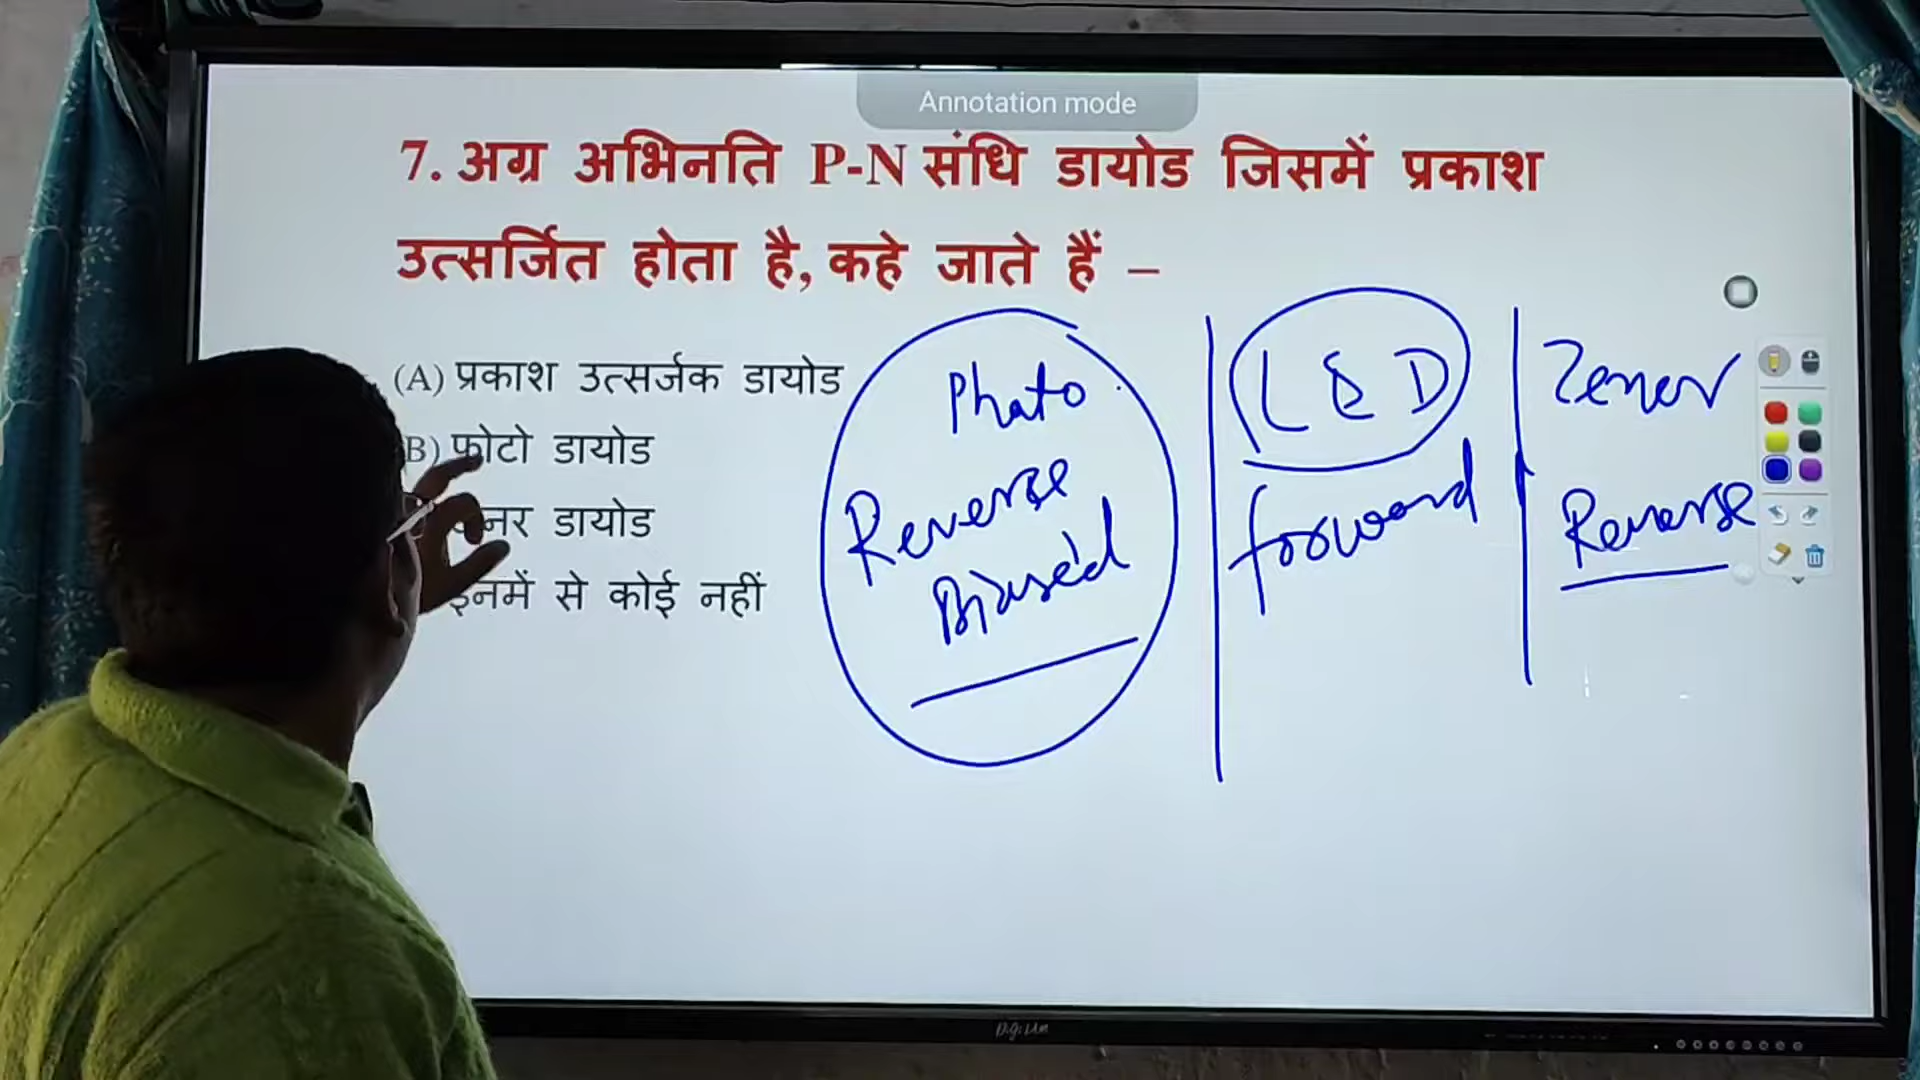 Annotation mode
7. अग्र अभिनति P-N संधि डायोड जिसमें प्रकाश
उत्सर्जित होता है, कहे जाते हैं –
(A) प्रकाश उत्सर्जक डायोड
B) फोटो डायोड
नर डायोड
इनमें से कोई नहीं
Phato
Reverse
Biased
LED
forward
Zener
Reverse